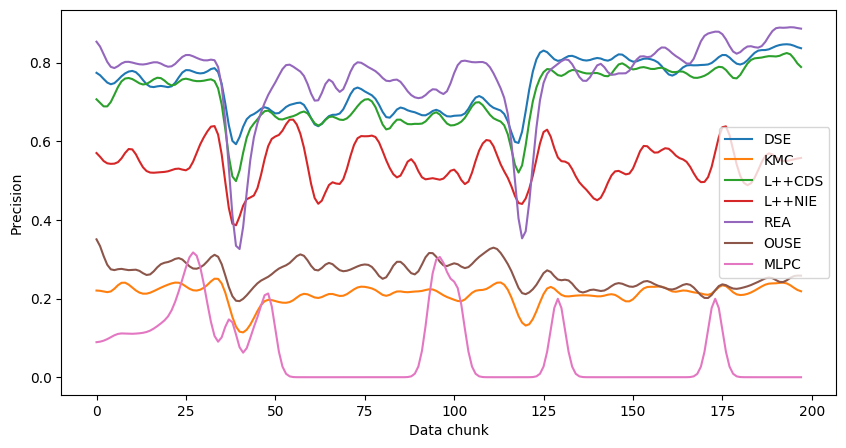 Precision
0.8
0.6
0.4
0.2
0.0
0
25
50
75
100
125
150
175
200
Data chunk
DSE
KMC
L++CDS
L++NIE
REA
OUSE
MLPC